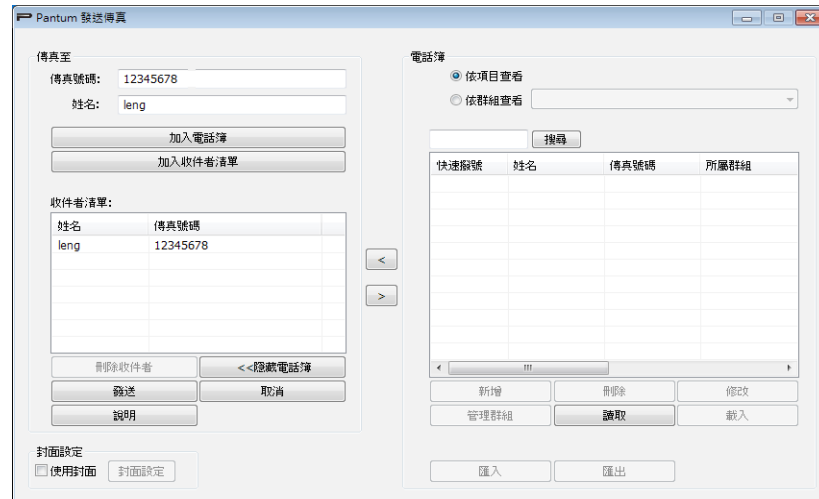 Pantum 發送傳真
傳真至
傳真號碼: 12345678
姓名: leng
加入電話簿
加入收件者清單
收件者清單:
姓名 傳真號碼
leng 12345678
刪除收件者 <<隱藏電話簿
發送 取消
說明
封面設定
使用封面 封面設定
<
>
電話簿
依項目查看
依群組查看
搜尋
快速撥號 姓名 傳真號碼 所屬群組
新增 刪除 修改
管理群組 讀取 載入
匯入 匯出